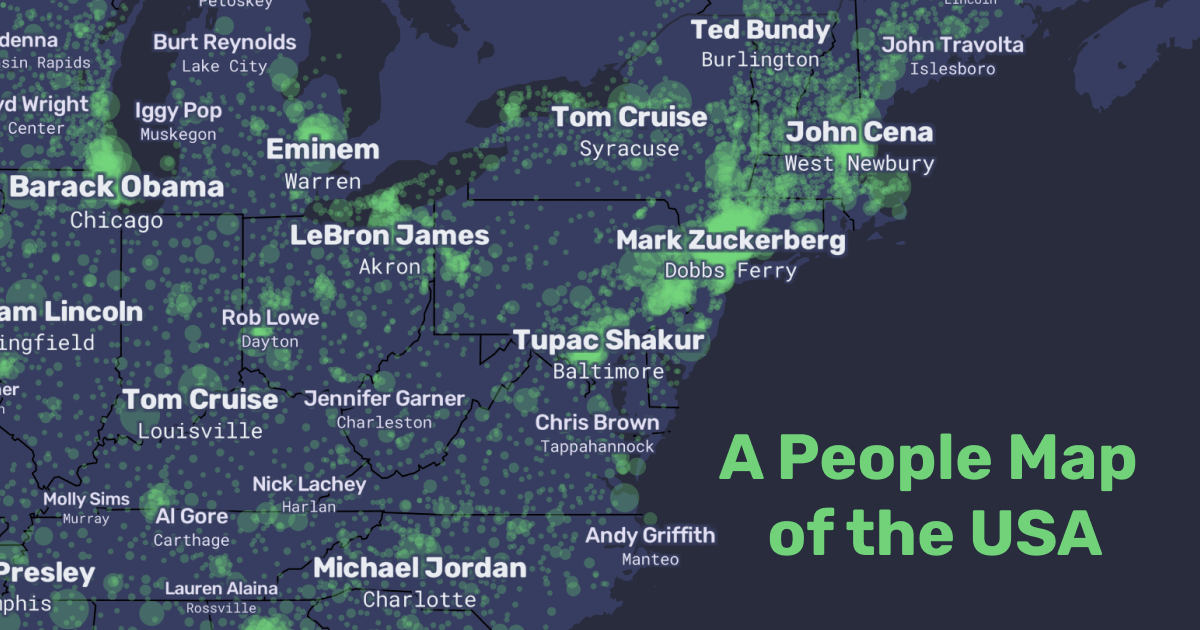 Petoskey
Lincoln
Ted Bundy
Burlington
denna
sin Rapids
Burt Reynolds
Lake City
John Travolta
Islesboro
yd Wright
Center
Iggy Pop
Muskegon
Tom Cruise
Syracuse
John Cena
West Newbury
Eminem
Warren
Barack Obama
Chicago
LeBron James
Akron
Mark Zuckerberg
Dobbs Ferry
am Lincoln
ingfield
Rob Lowe
Dayton
Tupac Shakur
Baltimore
er
n
Tom Cruise
Louisville
Jennifer Garner
Charleston
Chris Brown
Tappahannock
A People Map
of the USA
Molly Sims
Murray
Nick Lachey
Harlan
Al Gore
Carthage
Andy Griffith
Manteo
Presley
phis
Michael Jordan
Charlotte
Lauren Alaina
Rossville